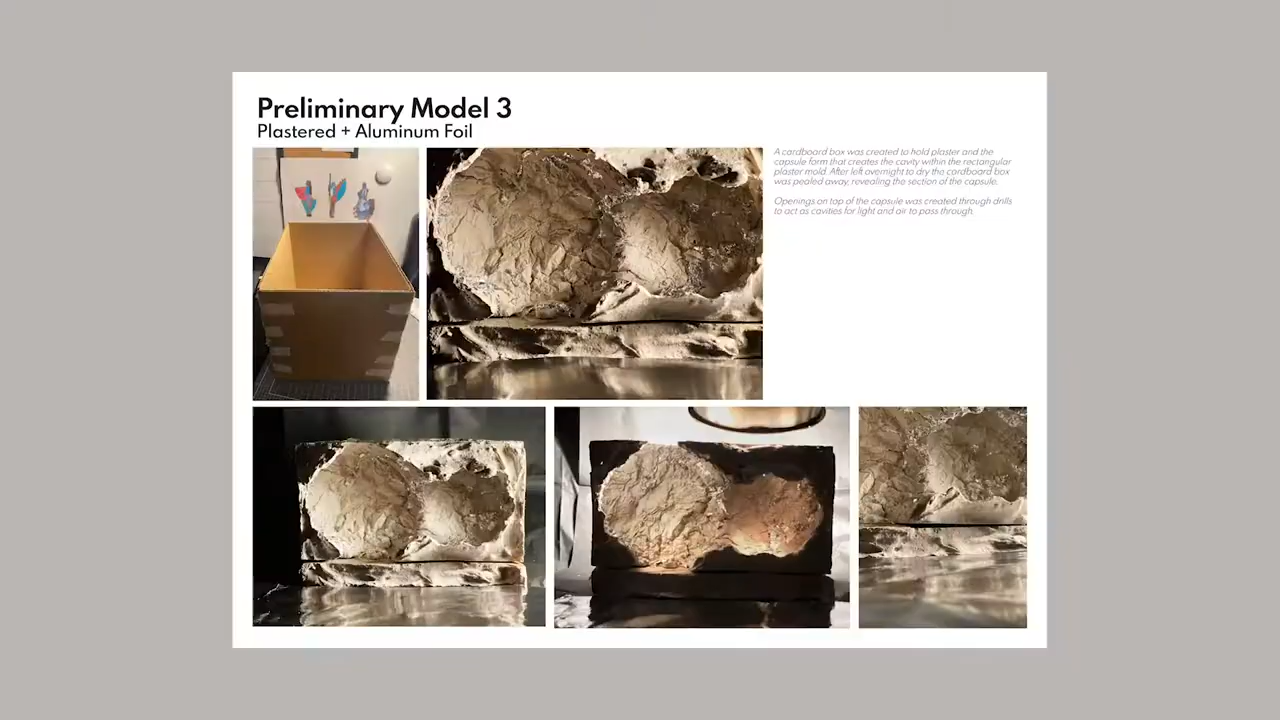 Preliminary Model 3
Plastered + Aluminum Foil
A cardboard box was created to hold plaster and the
capsule form that creates the cavity within the rectangular
plaster mold. After left overnight to dry the cardboard box
was pealed away, revealing the section of the capsule.
Openings on top of the capsule was created through drills
to act as cavities for light and air to pass through.